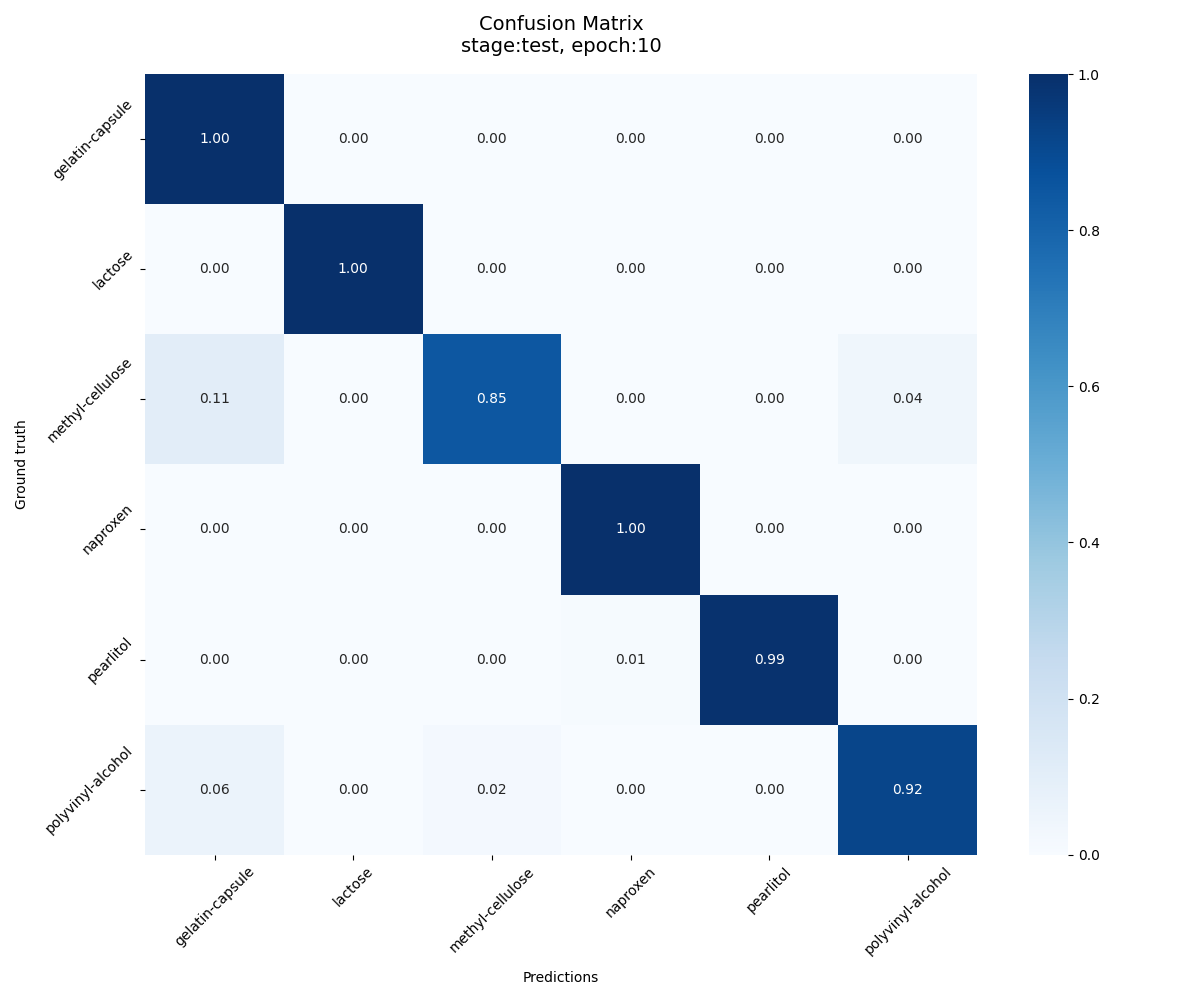 Confusion Matrix
stage:test, epoch:10
Ground truth
gelatin-capsule 1.00 0.00 0.00 0.00 0.00 0.00
lactose 0.00 1.00 0.00 0.00 0.00 0.00
methyl-cellulose 0.11 0.00 0.85 0.00 0.00 0.04
naproxen 0.00 0.00 0.00 1.00 0.00 0.00
pearlitol 0.00 0.00 0.00 0.01 0.99 0.00
polyvinyl-alcohol 0.06 0.00 0.02 0.00 0.00 0.92
gelatin-capsule lactose methyl-cellulose naproxen pearlitol polyvinyl-alcohol
Predictions
1.0
0.8
0.6
0.4
0.2
0.0